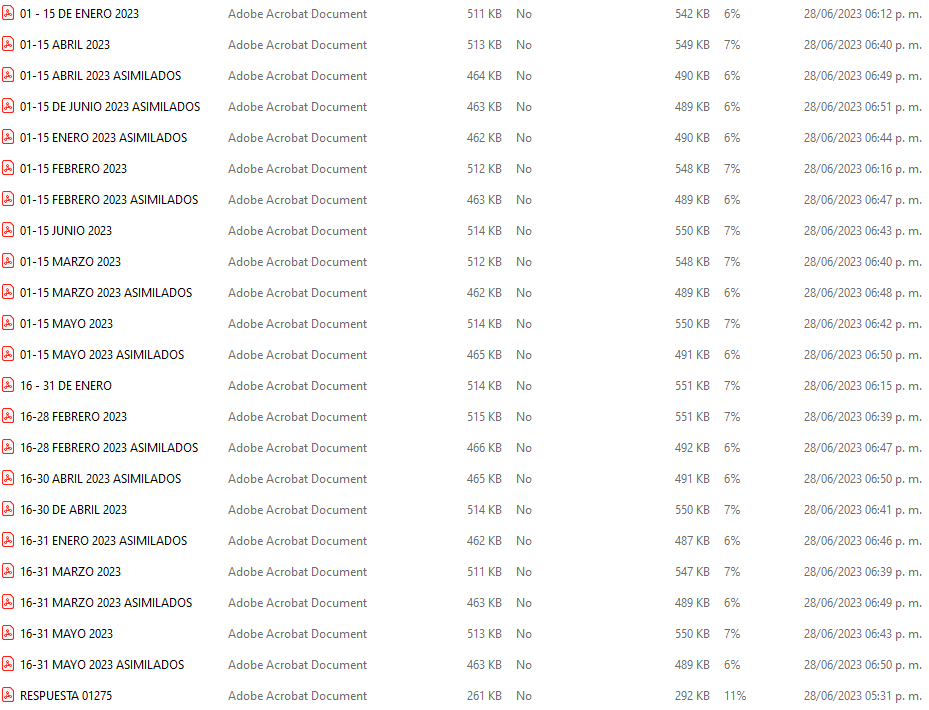 01 - 15 DE ENERO 2023 Adobe Acrobat Document 511 KB No 542 KB 6% 28/06/2023 06:12 p. m.
01-15 ABRIL 2023 Adobe Acrobat Document 513 KB No 549 KB 7% 28/06/2023 06:40 p. m.
01-15 ABRIL 2023 ASIMILADOS Adobe Acrobat Document 464 KB No 490 KB 6% 28/06/2023 06:49 p. m.
01-15 DE JUNIO 2023 ASIMILADOS Adobe Acrobat Document 463 KB No 489 KB 6% 28/06/2023 06:51 p. m.
01-15 ENERO 2023 ASIMILADOS Adobe Acrobat Document 462 KB No 490 KB 6% 28/06/2023 06:44 p. m.
01-15 FEBRERO 2023 Adobe Acrobat Document 512 KB No 548 KB 7% 28/06/2023 06:16 p. m.
01-15 FEBRERO 2023 ASIMILADOS Adobe Acrobat Document 463 KB No 489 KB 6% 28/06/2023 06:47 p. m.
01-15 JUNIO 2023 Adobe Acrobat Document 514 KB No 550 KB 7% 28/06/2023 06:43 p. m.
01-15 MARZO 2023 Adobe Acrobat Document 512 KB No 548 KB 7% 28/06/2023 06:40 p. m.
01-15 MARZO 2023 ASIMILADOS Adobe Acrobat Document 462 KB No 489 KB 6% 28/06/2023 06:48 p. m.
01-15 MAYO 2023 Adobe Acrobat Document 514 KB No 550 KB 7% 28/06/2023 06:42 p. m.
01-15 MAYO 2023 ASIMILADOS Adobe Acrobat Document 465 KB No 491 KB 6% 28/06/2023 06:50 p. m.
16 - 31 DE ENERO Adobe Acrobat Document 514 KB No 551 KB 7% 28/06/2023 06:15 p. m.
16-28 FEBRERO 2023 Adobe Acrobat Document 515 KB No 551 KB 7% 28/06/2023 06:39 p. m.
16-28 FEBRERO 2023 ASIMILADOS Adobe Acrobat Document 466 KB No 492 KB 6% 28/06/2023 06:47 p. m.
16-30 ABRIL 2023 ASIMILADOS Adobe Acrobat Document 465 KB No 491 KB 6% 28/06/2023 06:50 p. m.
16-30 DE ABRIL 2023 Adobe Acrobat Document 514 KB No 550 KB 7% 28/06/2023 06:41 p. m.
16-31 ENERO 2023 ASIMILADOS Adobe Acrobat Document 462 KB No 487 KB 6% 28/06/2023 06:46 p. m.
16-31 MARZO 2023 Adobe Acrobat Document 511 KB No 547 KB 7% 28/06/2023 06:39 p. m.
16-31 MARZO 2023 ASIMILADOS Adobe Acrobat Document 463 KB No 489 KB 6% 28/06/2023 06:49 p. m.
16-31 MAYO 2023 Adobe Acrobat Document 513 KB No 550 KB 7% 28/06/2023 06:43 p. m.
16-31 MAYO 2023 ASIMILADOS Adobe Acrobat Document 463 KB No 489 KB 6% 28/06/2023 06:50 p. m.
RESPUESTA 01275 Adobe Acrobat Document 261 KB No 292 KB 11% 28/06/2023 05:31 p. m.